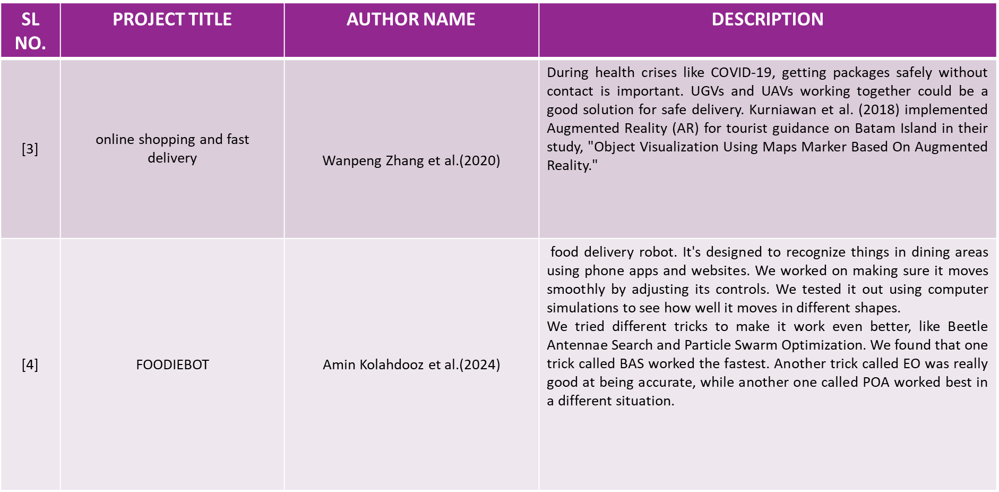 SL NO.
PROJECT TITLE
AUTHOR NAME
DESCRIPTION
[3]
online shopping and fast
delivery
Wanpeng Zhang et al.(2020)
During health crises like COVID-19, getting packages safely without
contact is important. UGVs and UAVs working together could be a
good solution for safe delivery. Kurniawan et al. (2018) implemented
Augmented Reality (AR) for tourist guidance on Batam Island in their
study, "Object Visualization Using Maps Marker Based On Augmented
Reality."
[4]
FOODIEBOT
Amin Kolahdooz et al.(2024)
food delivery robot. It's designed to recognize things in dining areas
using phone apps and websites. We worked on making sure it moves
smoothly by adjusting its controls. We tested it out using computer
simulations to see how well it moves in different shapes.
We tried different tricks to make it work even better, like Beetle
Antennae Search and Particle Swarm Optimization. We found that one
trick called BAS worked the fastest. Another trick called EO was really
good at being accurate, while another one called POA worked best in
a different situation.